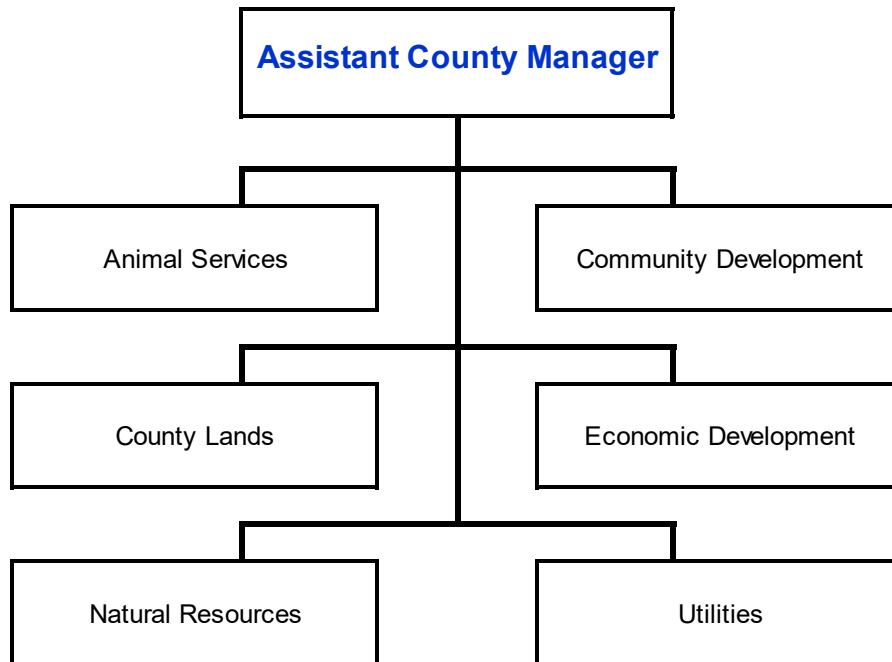 Assistant County Manager
Animal Services
Community Development
County Lands
Economic Development
Natural Resources
Utilities